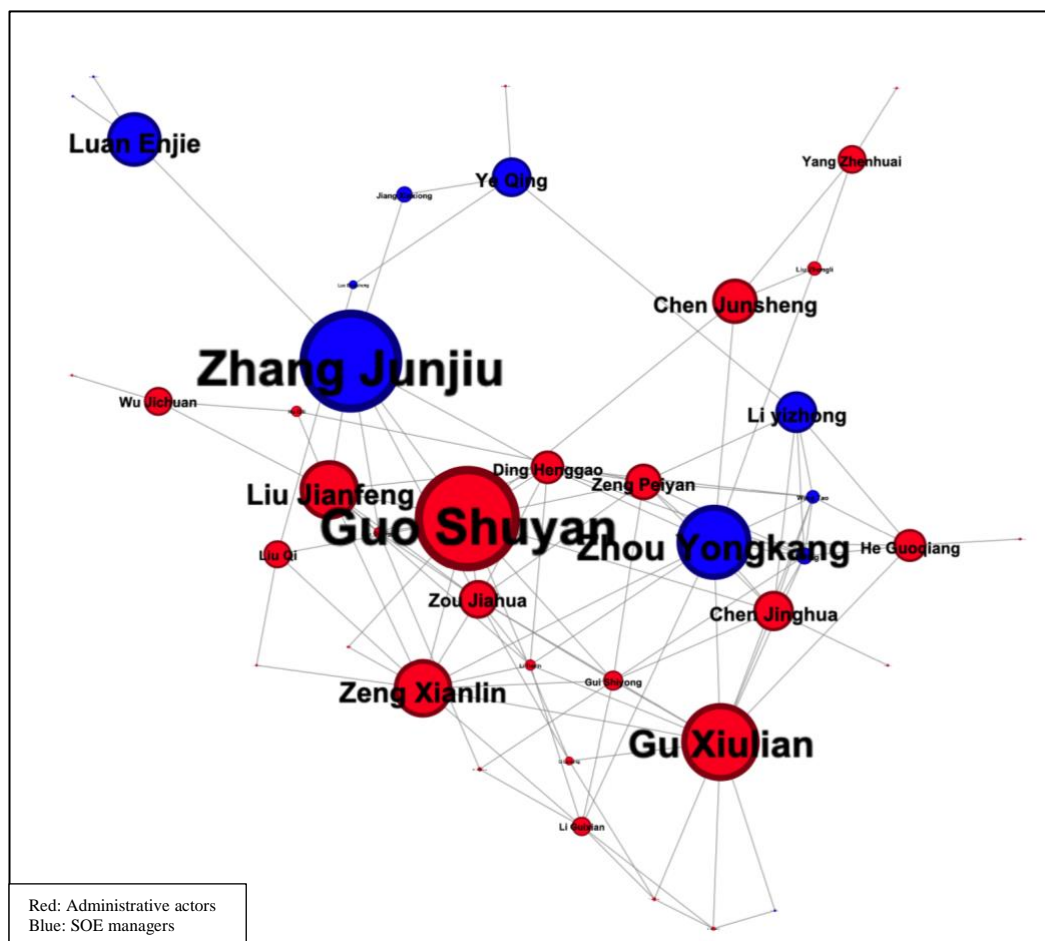 Luan Enjie
Ye Qing
Yang Zhenhuai
Chen Junsheng
Zhang Junjiu
Wu Jichuan
Li yizhong
Ding Henggao
Zeng Peiyan
Liu Jianfeng
Guo Shuyan
Zhou Yongkang
He Guoqiang
Liu Qi
Zou Jiahua
Chen Jinghua
Gui Shiyong
Zeng Xianlin
Gu Xiulian
Li Guixian
Red: Administrative actors
Blue: SOE managers